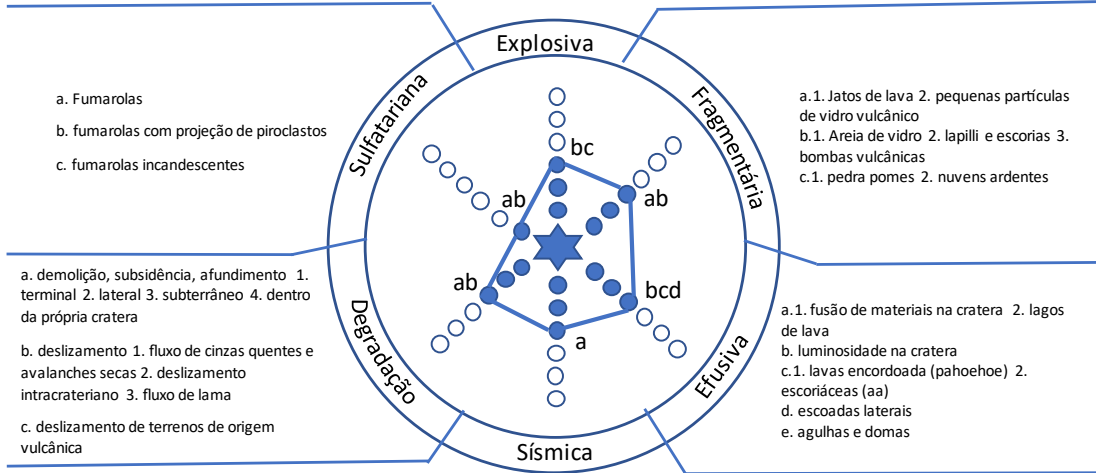 Explosiva
Sulfatariana
Fragmentária
a. Fumarolas
b. fumarolas com projeção de piroclastos
c. fumarolas incandescentes
a.1. Jatos de lava 2. pequenas partículas
de vidro vulcânico
b.1. Areia de vidro 2. lapilli e escorias 3.
bombas vulcânicas
c.1. pedra pomes 2. nuvens ardentes
bc
ab
ab
ab
bcd
a
a. demolição, subsidência, afundimento 1.
terminal 2. lateral 3. subterrâneo 4. dentro
da própria cratera
b. deslizamento 1. fluxo de cinzas quentes e
avalanches secas 2. deslizamento
intracrateriano 3. fluxo de lama
c. deslizamento de terrenos de origem
vulcânica
a.1. fusão de materiais na cratera 2. lagos
de lava
b. luminosidade na cratera
c.1. lavas encordoada (pahoehoe) 2.
escoriáceas (aa)
d. escoadas laterais
e. agulhas e domas
Degradação
Efusiva
Sísmica